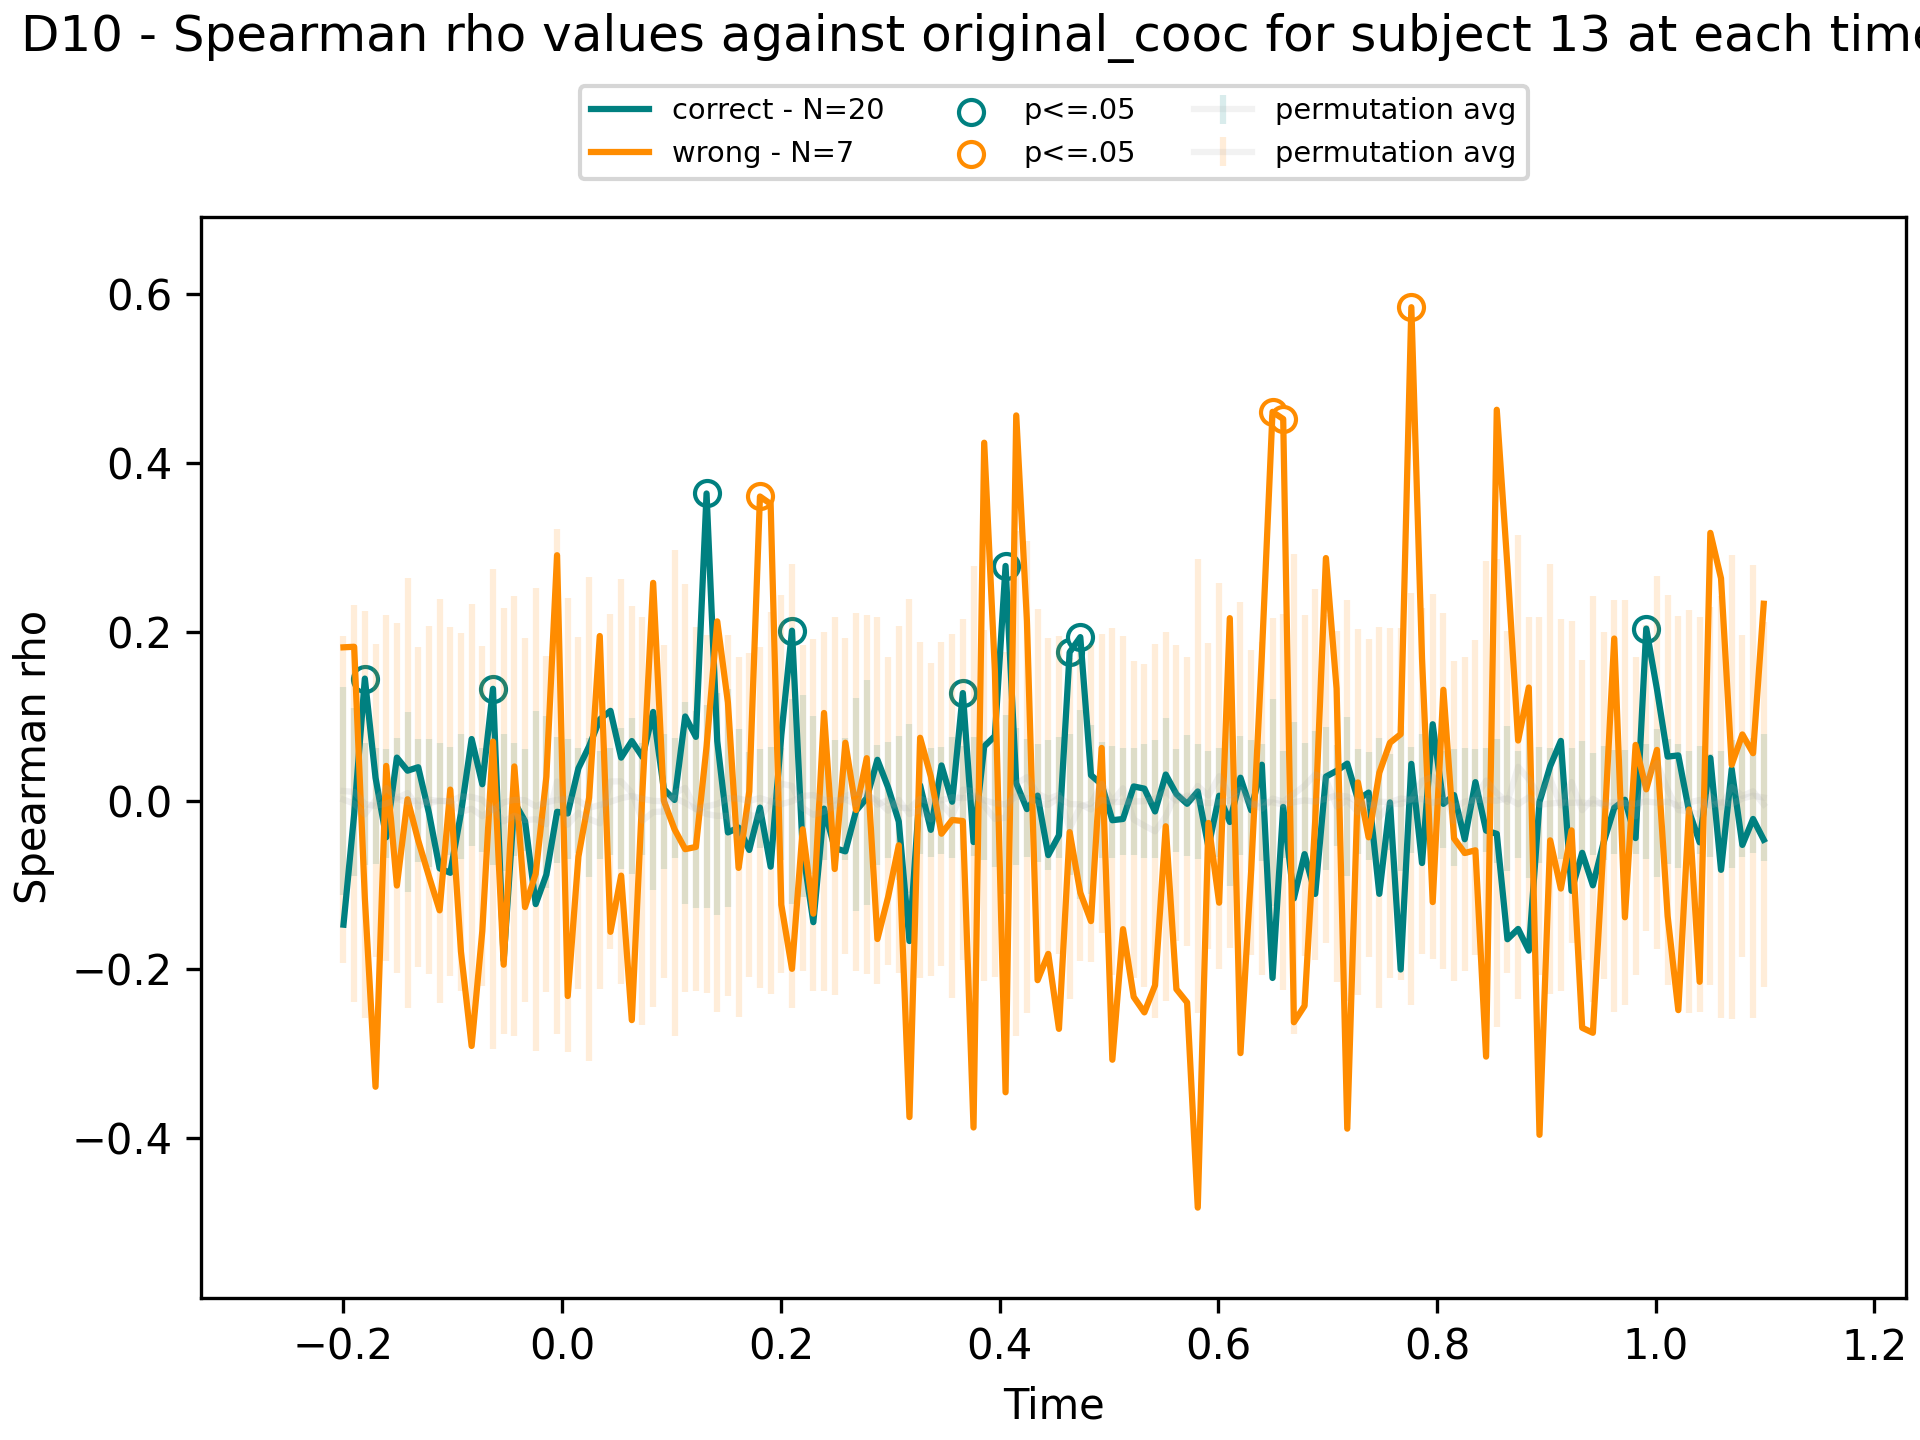 D10 - Spearman rho values against original_cooc for subject 13 at each time
correct - N=20 p<=.05 permutation avg
wrong - N=7 p<=.05 permutation avg
0.6
0.4
0.2
0.0
−0.2
−0.4
Spearman rho
−0.2 0.0 0.2 0.4 0.6 0.8 1.0 1.2
Time